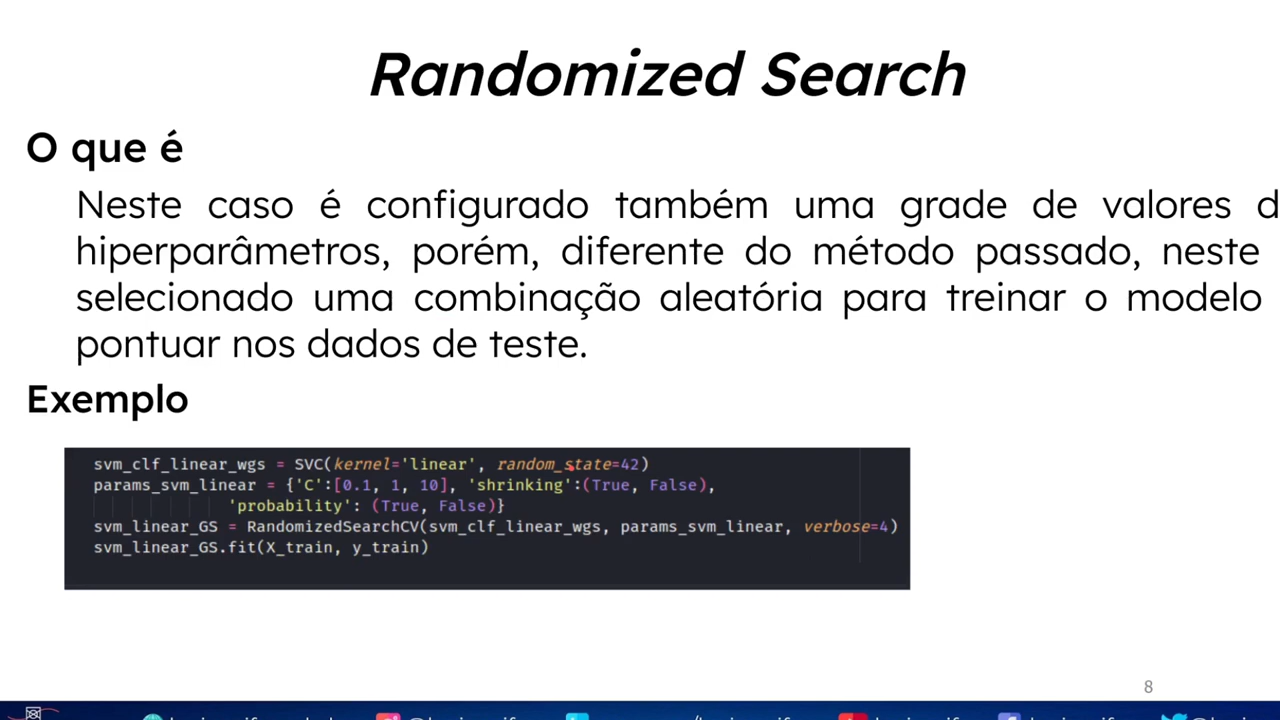 Randomized Search
O que é
Neste caso é configurado também uma grade de valores d
hiperparâmetros, porém, diferente do método passado, neste
selecionado uma combinação aleatória para treinar o modelo
pontuar nos dados de teste.
Exemplo
svm_clf_linear_wgs = SVC(kernel='linear', random_state=42)
params_svm_linear = {'C':[0.1, 1, 10], 'shrinking':(True, False),
'probability': (True, False)}
svm_linear_GS = RandomizedSearchCV(svm_clf_linear_wgs, params_svm_linear, verbose=4)
svm_linear_GS.fit(X_train, y_train)
8